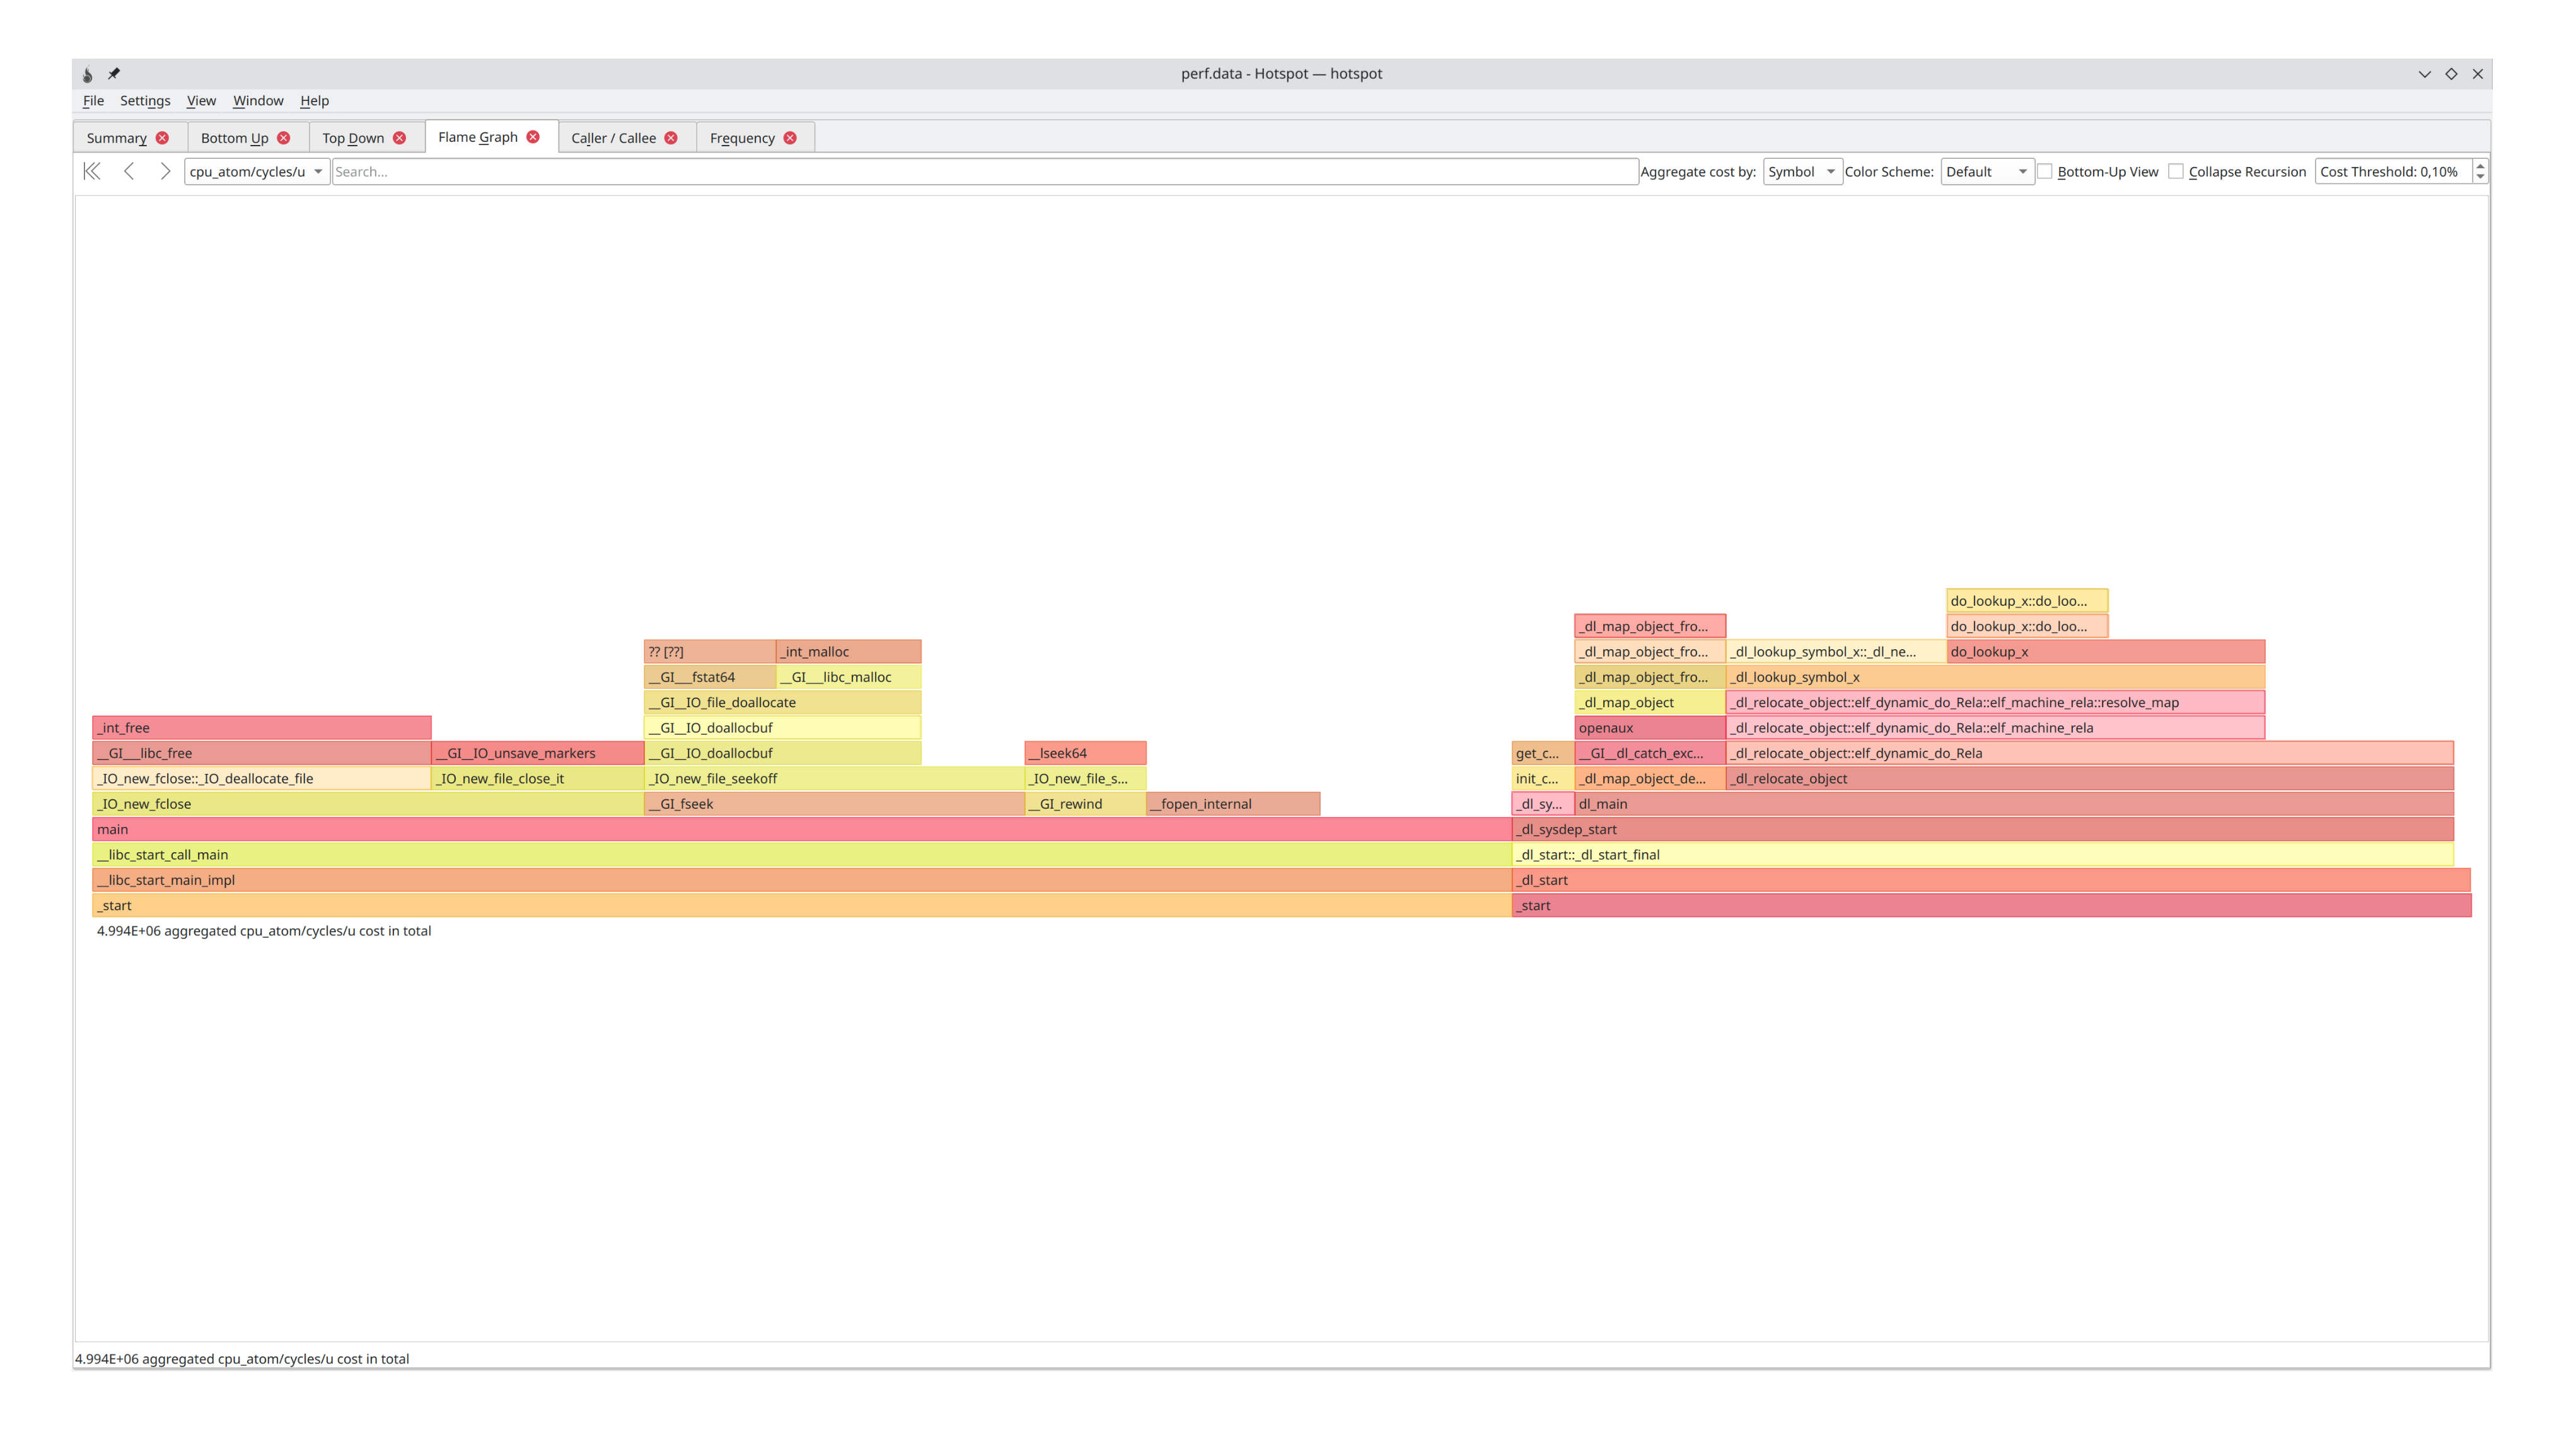 perf.data - Hotspot — hotspot
File Settings View Window Help
Summary Bottom Up Top Down Flame Graph Caller / Callee Frequency
cpu_atom/cycles/u Search... Aggregate cost by: Symbol Color Scheme: Default Bottom-Up View Collapse Recursion Cost Threshold: 0,10%
do_lookup_x::do_loo...
_dl_map_object_fro... do_lookup_x::do_loo...
?? [??] _int_malloc _dl_map_object_fro... _dl_lookup_symbol_x::_dl_ne... do_lookup_x
__GI___fstat64 __GI___libc_malloc _dl_map_object_fro... _dl_lookup_symbol_x
__GI__IO_file_doallocate _dl_map_object _dl_relocate_object::elf_dynamic_do_Rela::elf_machine_rela::resolve_map
_int_free __GI__IO_doallocbuf openaux _dl_relocate_object::elf_dynamic_do_Rela::elf_machine_rela
__GI___libc_free __GI__IO_unsave_markers __GI__IO_doallocbuf __lseek64 get_c... __GI__dl_catch_exc... _dl_relocate_object::elf_dynamic_do_Rela
_IO_new_fclose::_IO_deallocate_file _IO_new_file_close_it _IO_new_file_seekoff _IO_new_file_s... init_c... _dl_map_object_de... _dl_relocate_object
_IO_new_fclose __GI_fseek __GI_rewind __fopen_internal _dl_sy... dl_main
main _dl_sysdep_start
__libc_start_call_main _dl_start::_dl_start_final
__libc_start_main_impl _dl_start
_start _start
4.994E+06 aggregated cpu_atom/cycles/u cost in total
4.994E+06 aggregated cpu_atom/cycles/u cost in total